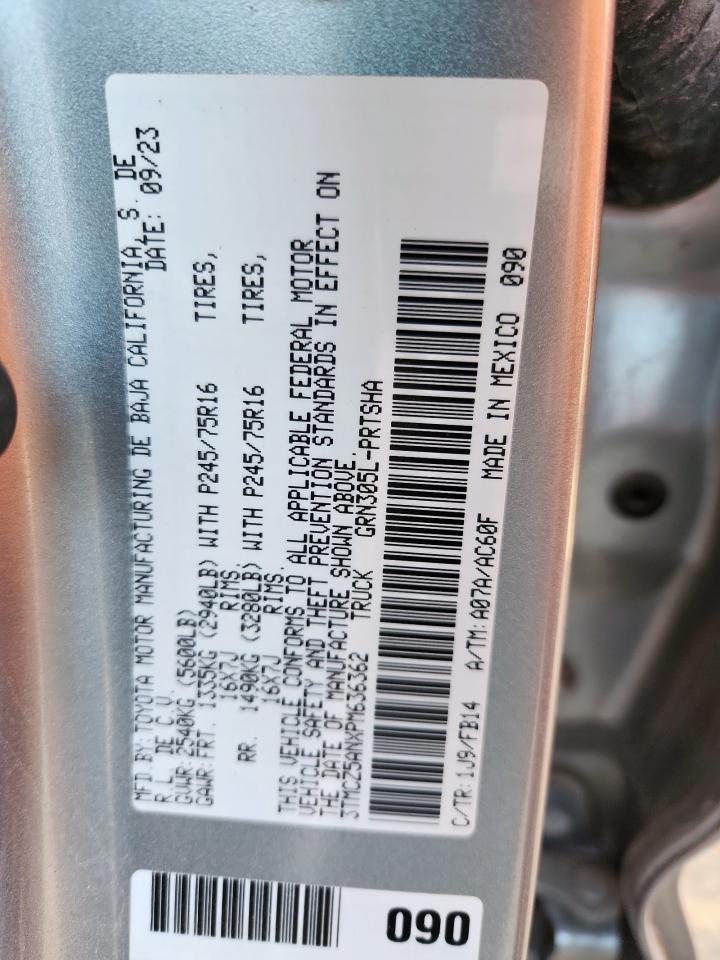 MFD.BY:TOYOTA MOTOR MANUFACTURING DE BAJA CALIFORNIA, S. DE
R.L. DE C.V. DATE: 09/23
GVWR:2540KG (5600LB)
GAWR:FRT. 1335KG (2940LB) WITH P245/75R16 TIRES,
16X7J RIMS
RR. 1490KG (3280LB) WITH P245/75R16 TIRES,
16X7J RIMS.
THIS VEHICLE CONFORMS TO ALL APPLICABLE FEDERAL MOTOR
VEHICLE SAFETY AND THEFT PREVENTION STANDARDS IN EFFECT ON
THE DATE OF MANUFACTURE SHOWN ABOVE.
3TMCZ5ANXPM636362 TRUCK GRN305L-PRTSHA
C/TR:1J9/FB14 A/TM:A07A/AC60F MADE IN MEXICO 090
090